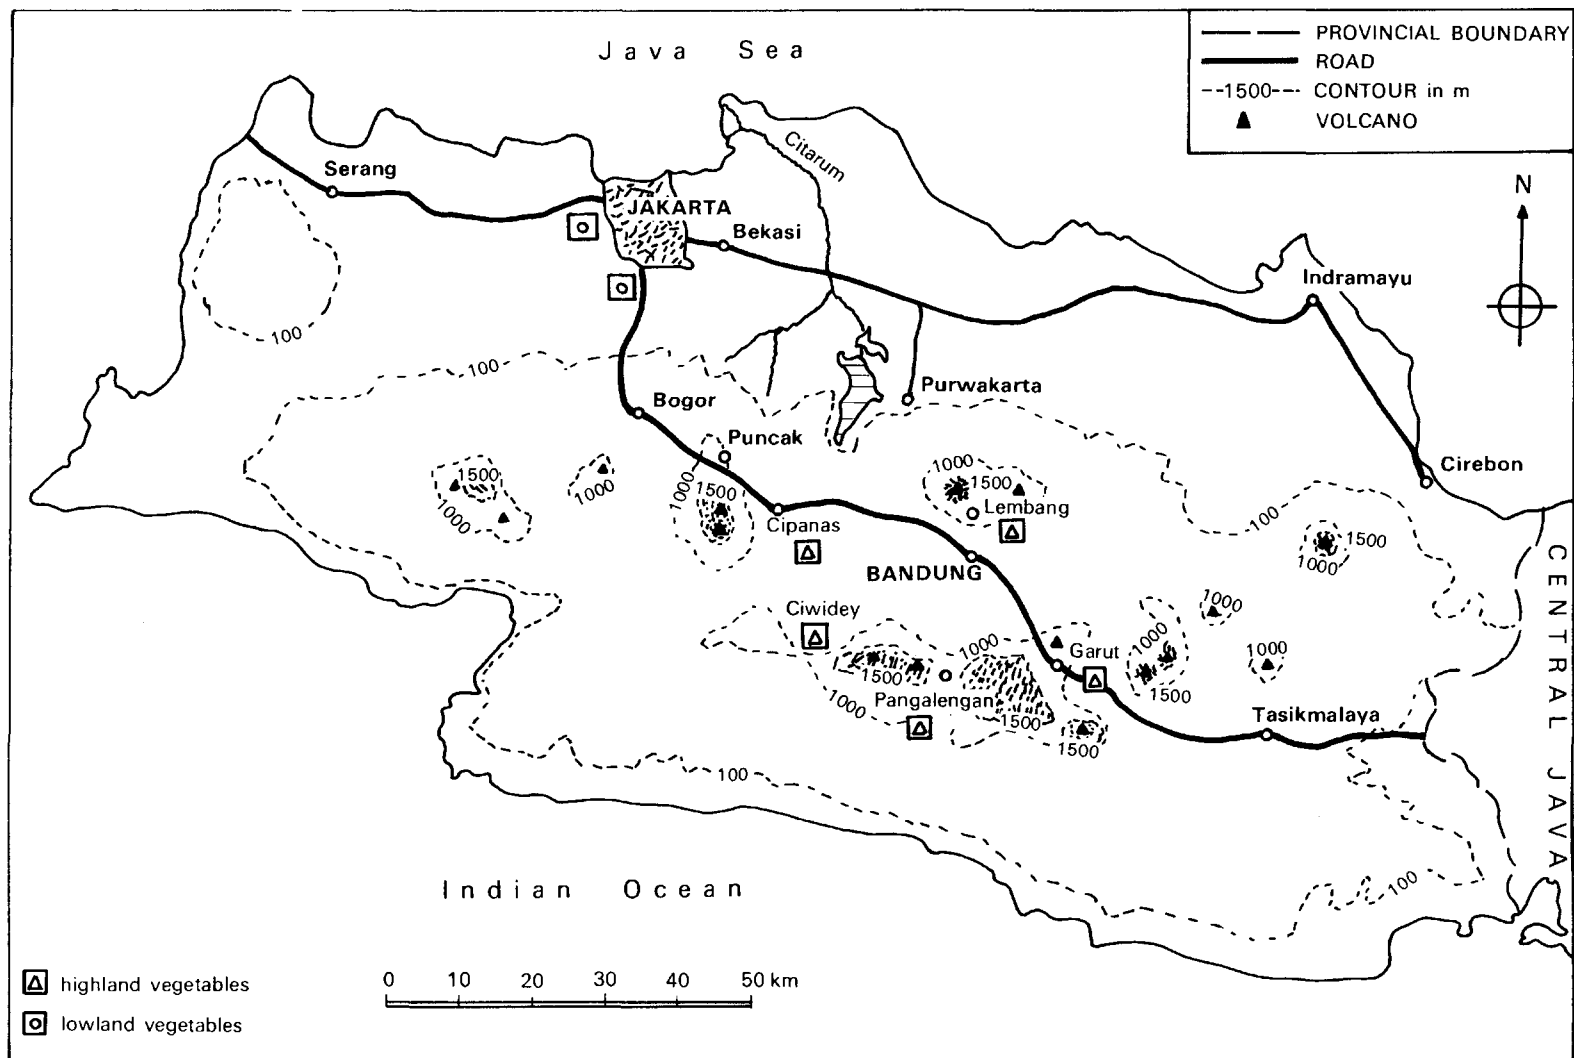 Java Sea
PROVINCIAL BOUNDARY
ROAD
-1500- CONTOUR in m
VOLCANO
N
Citarum
Serang
JAKARTA
Bekasi
Indramayu
100
100
Purwakarta
Bogor
Puncak
Cirebon
1500
1000
1000
1000
1500
1000
1500
Lembang
100
1500
1000
Cipanas
BANDUNG
CENTRAL JAVA
Ciwidey
1000
1000
1000
Garut
1000
1500
1500
Pangalengan
1000
1500
1500
Tasikmalaya
100
100
Indian Ocean
highland vegetables
lowland vegetables
0 10 20 30 40 50 km